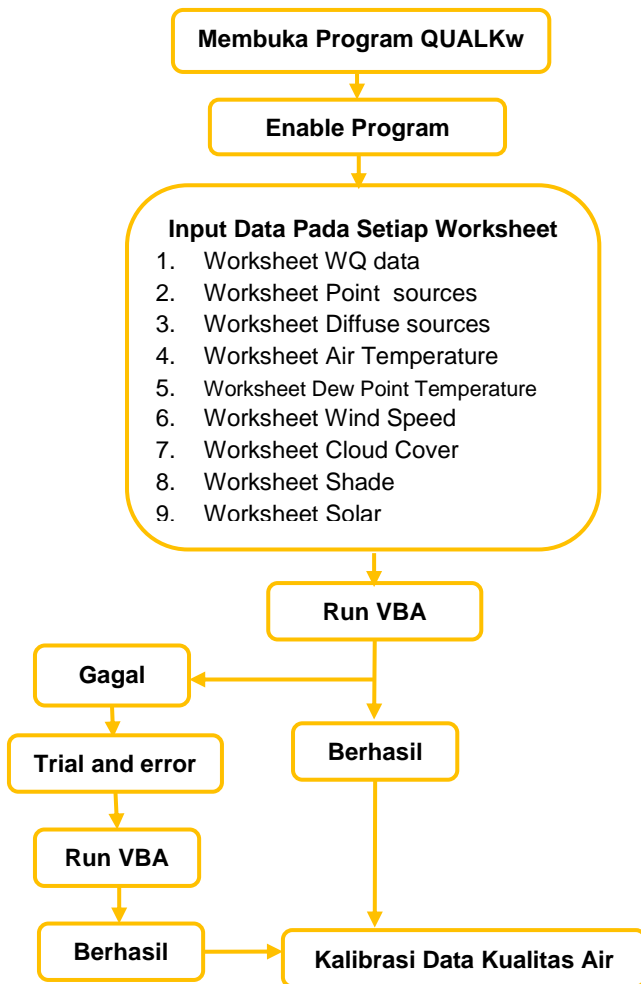 Membuka Program QUALKw
Enable Program
Input Data Pada Setiap Worksheet
1. Worksheet WQ data
2. Worksheet Point sources
3. Worksheet Diffuse sources
4. Worksheet Air Temperature
5. Worksheet Dew Point Temperature
6. Worksheet Wind Speed
7. Worksheet Cloud Cover
8. Worksheet Shade
9. Worksheet Solar
Run VBA
Gagal
Berhasil
Trial and error
Run VBA
Berhasil
Kalibrasi Data Kualitas Air